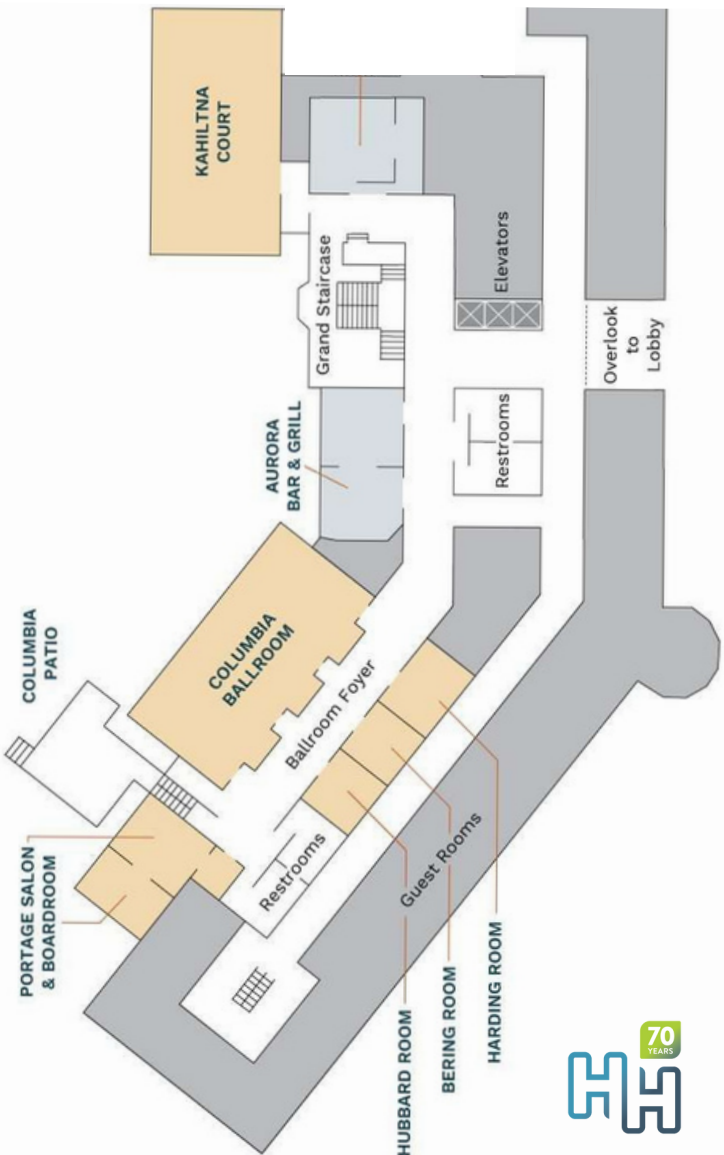 KAHILTNA
COURT
Grand Staircase
Elevators
Overlook
to
Lobby
Restrooms
AURORA
BAR & GRILL
COLUMBIA
PATIO
COLUMBIA
BALLROOM
Ballroom Foyer
PORTAGE SALON
& BOARDROOM
Restrooms
Guest Rooms
HUBBARD ROOM
BERING ROOM
HARDING ROOM
70
YEARS
HH